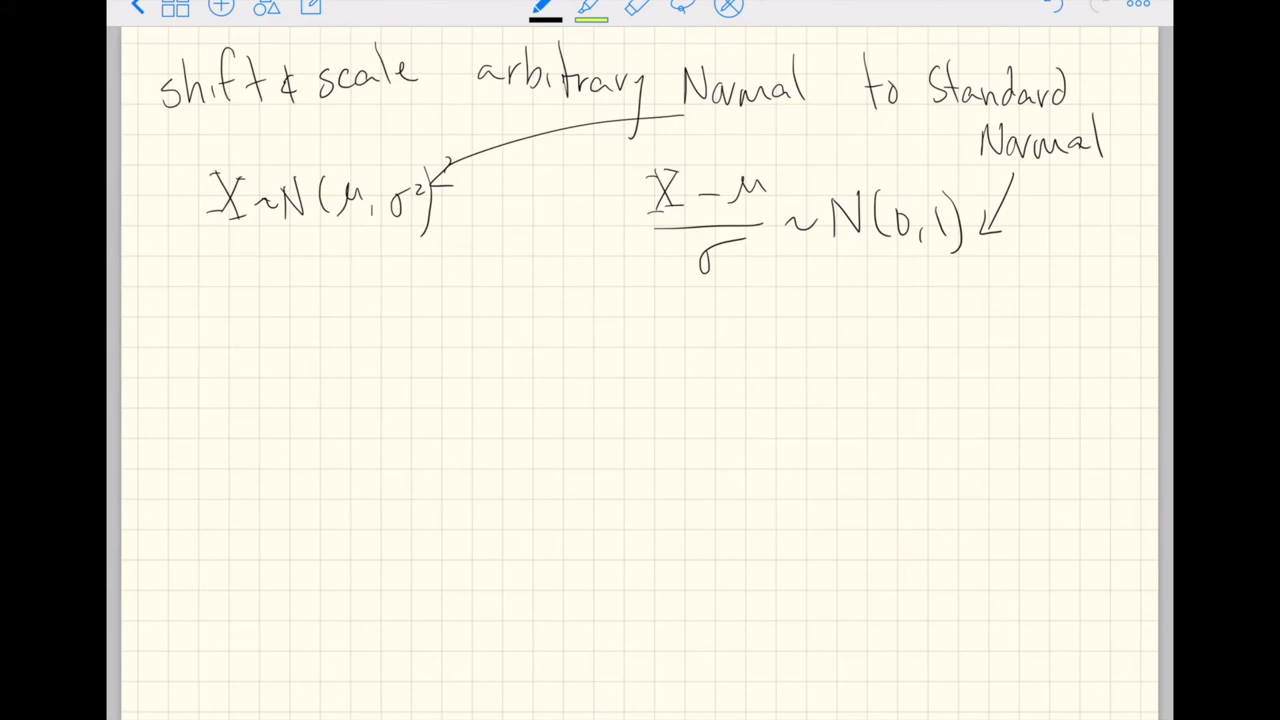 shift & scale arbitrary Normal to Standard
Normal
X ~ N(μ, σ²)
X - μ / σ ~ N(0,1)